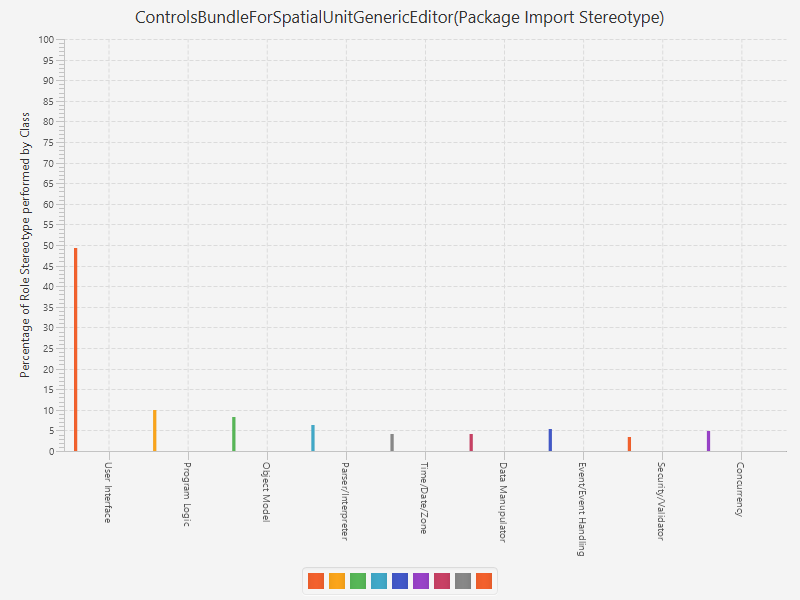 ControlsBundleForSpatialUnitGenericEditor(Package Import Stereotype)
Percentage of Role Stereotype performed by Class
100
95
90
85
80
75
70
65
60
55
50
45
40
35
30
25
20
15
10
5
0
User Interface
Program Logic
Object Model
Parser/Interpreter
Time/Date/Zone
Data Manupulator
Event/Event Handling
Security/Validator
Concurrency